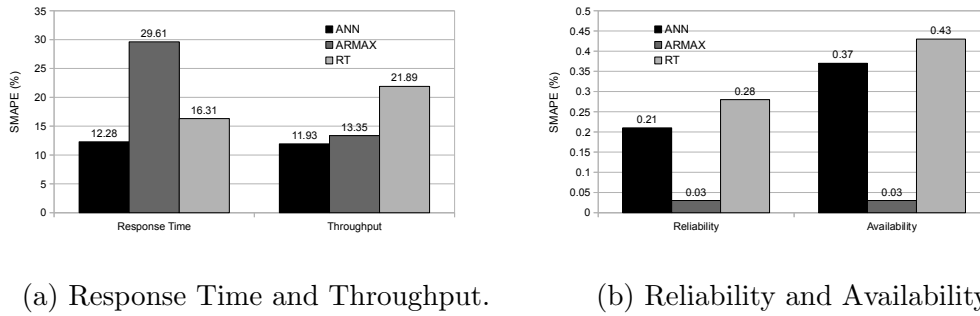 35
30
25
20
15
10
5
0
SMAPE (%)
ANN
ARMAX
RT
12.28
29.61
16.31
11.93
13.35
21.89
Response Time
Throughput
(a) Response Time and Throughput.
0.5
0.45
0.4
0.35
0.3
0.25
0.2
0.15
0.1
0.05
0
SMAPE (%)
ANN
ARMAX
RT
0.21
0.03
0.28
0.37
0.03
0.43
Reliability
Availability
(b) Reliability and Availability